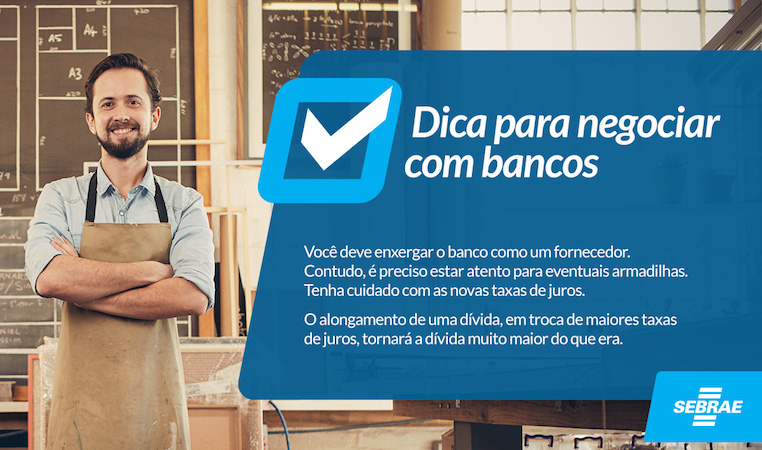 A5
A4
A3
Dica para negociar
com bancos
Você deve enxergar o banco como um fornecedor.
Contudo, é preciso estar atento para eventuais armadilhas.
Tenha cuidado com as novas taxas de juros.
O alongamento de uma dívida, em troca de maiores taxas
de juros, tornará a dívida muito maior do que era.
SEBRAE